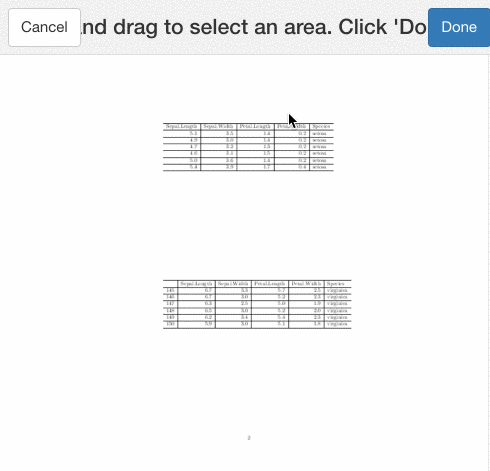 Cancel
nd drag to select an area. Click 'Do
Done
Sepal.Length Sepal.Width Petal.Length Petal.Width Species
5.1 3.5 1.4 0.2 setosa
4.9 3.0 1.4 0.2 setosa
4.7 3.2 1.3 0.2 setosa
4.6 3.1 1.5 0.2 setosa
5.0 3.6 1.4 0.2 setosa
5.4 3.9 1.7 0.4 setosa
Sepal.Length Sepal.Width Petal.Length Petal.Width Species
145 6.7 3.3 5.7 2.5 virginica
146 6.7 3.0 5.2 2.3 virginica
147 6.3 2.5 5.0 1.9 virginica
148 6.5 3.0 5.2 2.0 virginica
149 6.2 3.4 5.4 2.3 virginica
150 5.9 3.0 5.1 1.8 virginica
2